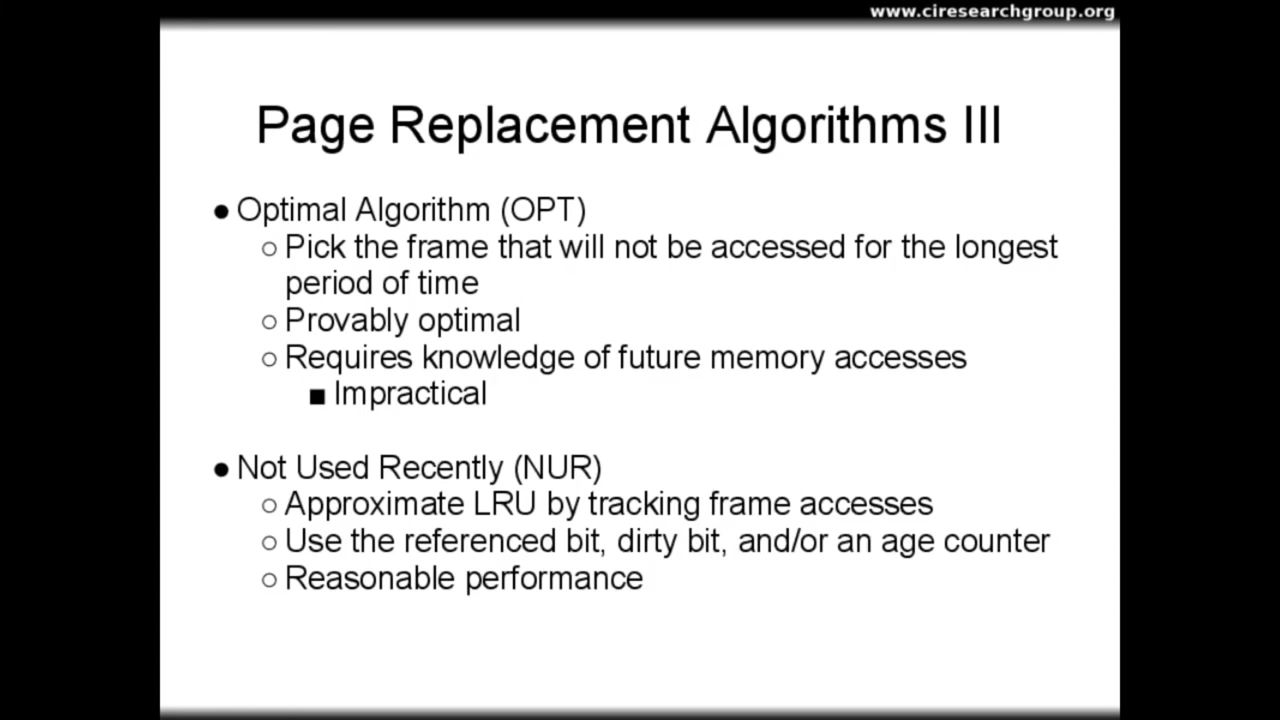 www.ciresearchgroup.org
Page Replacement Algorithms III
● Optimal Algorithm (OPT)
○ Pick the frame that will not be accessed for the longest
period of time
○ Provably optimal
○ Requires knowledge of future memory accesses
■ Impractical
● Not Used Recently (NUR)
○ Approximate LRU by tracking frame accesses
○ Use the referenced bit, dirty bit, and/or an age counter
○ Reasonable performance